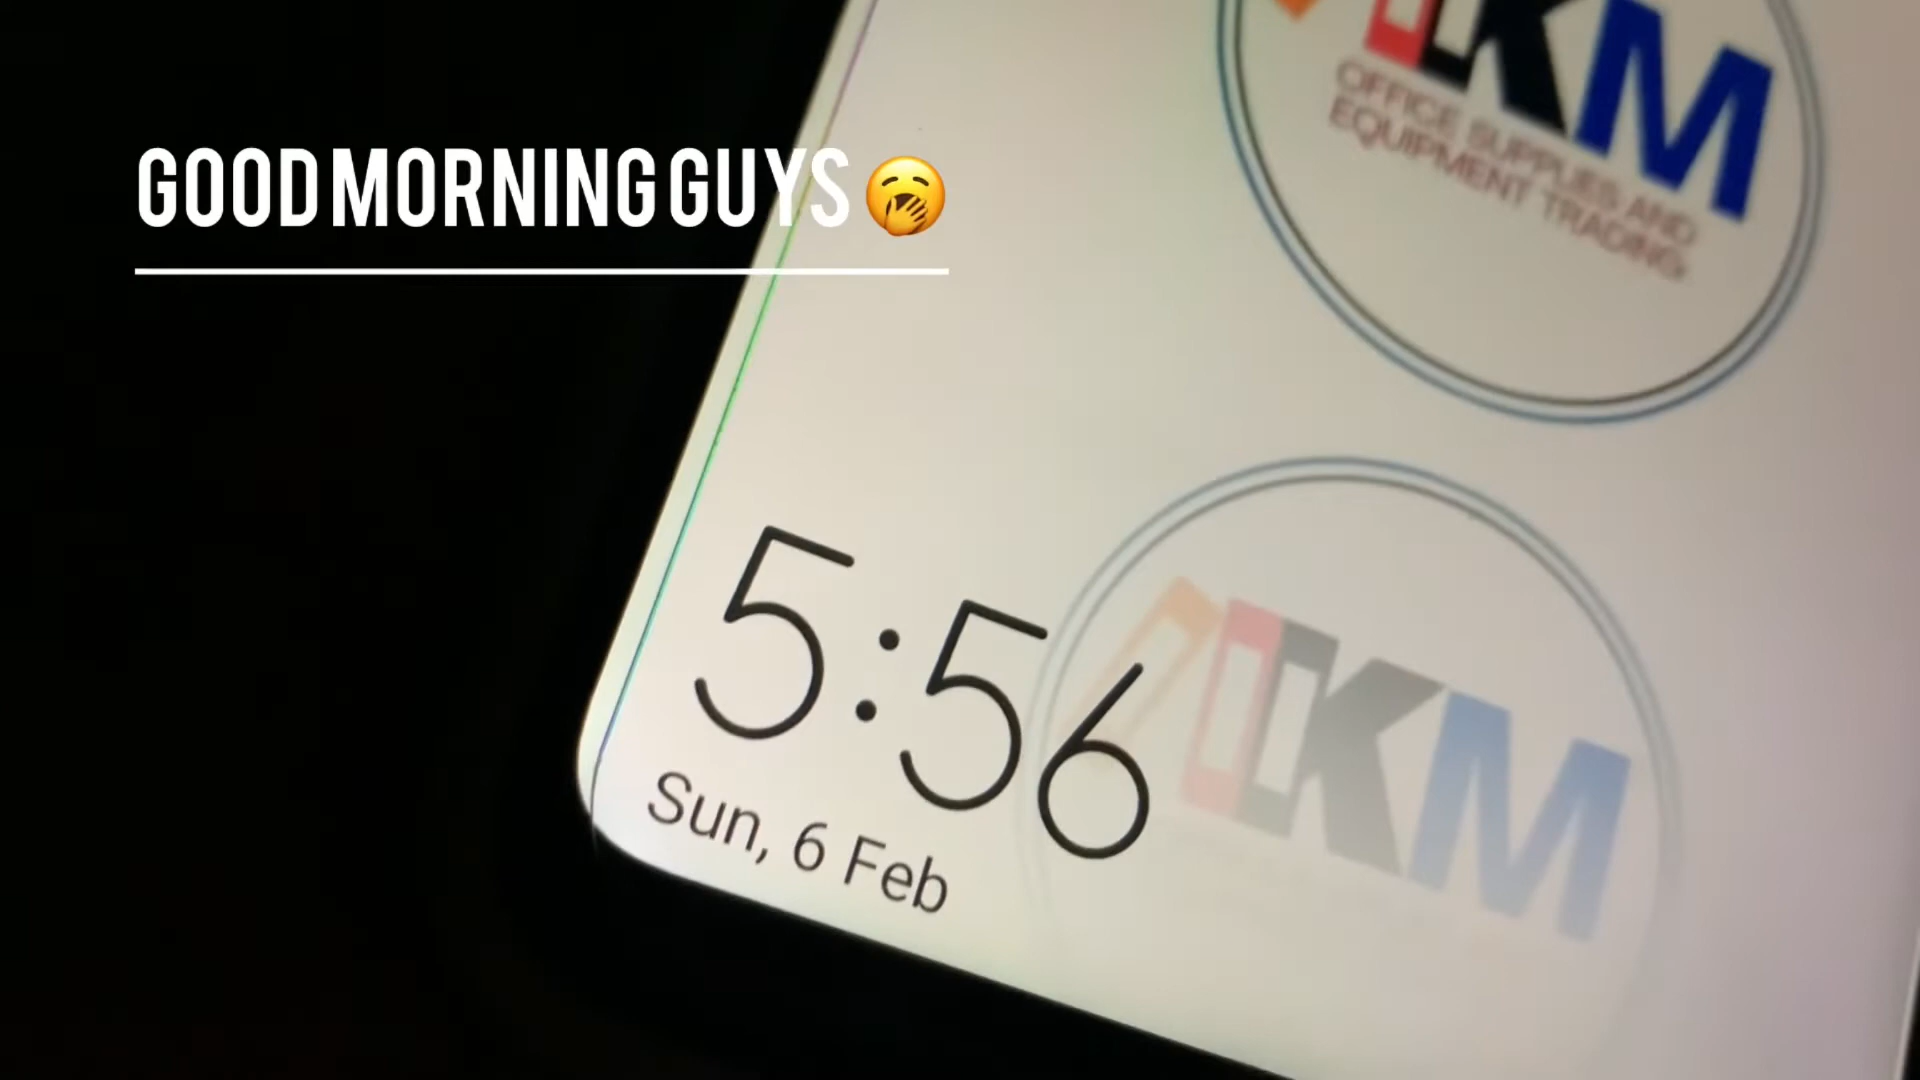 GOOD MORNING GUYS 🥱
KM
OFFICE SUPPLIES AND
EQUIPMENT TRADING
5:56
KM
Sun, 6 Feb